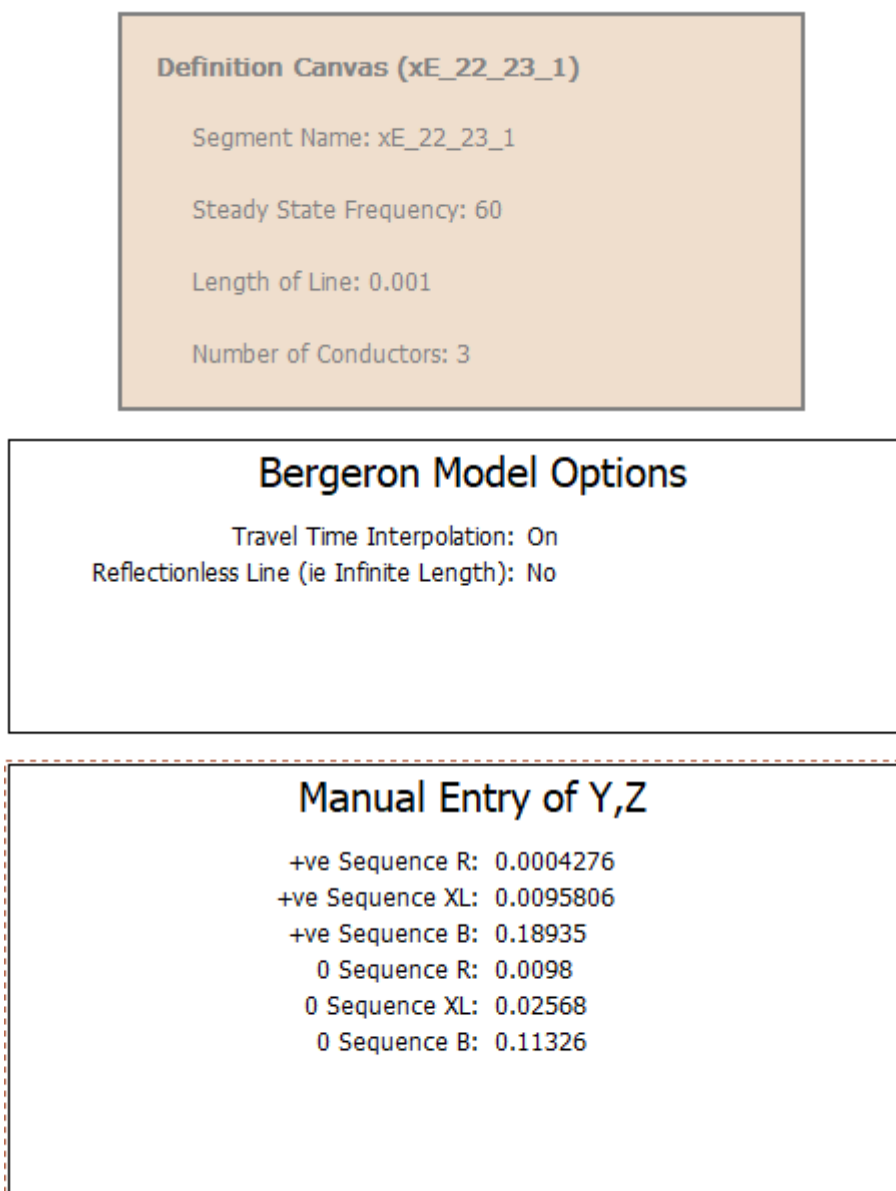 Definition Canvas (xE_22_23_1)
Segment Name: xE_22_23_1
Steady State Frequency: 60
Length of Line: 0.001
Number of Conductors: 3
Bergeron Model Options
Travel Time Interpolation: On
Reflectionless Line (ie Infinite Length): No
Manual Entry of Y,Z
+ve Sequence R: 0.0004276
+ve Sequence XL: 0.0095806
+ve Sequence B: 0.18935
0 Sequence R: 0.0098
0 Sequence XL: 0.02568
0 Sequence B: 0.11326